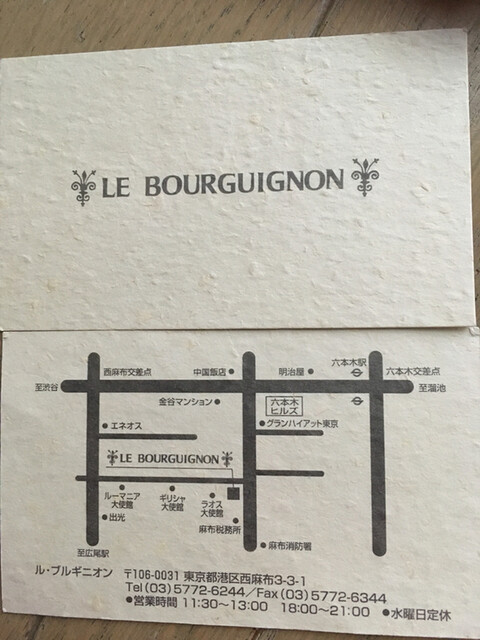 LE BOURGUIGNON
六本木駅
西麻布交差点 中国飯店 明治屋 六本木交差点
至渋谷 至溜池
金谷マンション 六本木
ヒルズ
エネオス グランハイアット東京
LE BOURGUIGNON
ルーマニア
大使館
ギリシャ
大使館
ラオス
大使館
出光
麻布税務所
至広尾駅 麻布消防署
ル・ブルギニオン 〒106-0031 東京都港区西麻布3-3-1
Tel (03) 5772-6244／Fax (03) 5772-6344
●営業時間 11:30〜13:00 18:00〜21:00 ●水曜日定休